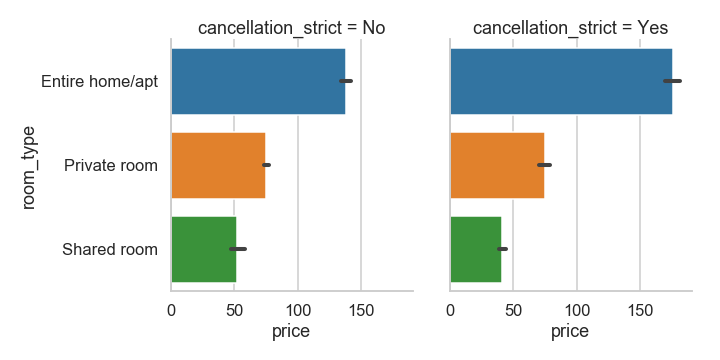 cancellation_strict = No
cancellation_strict = Yes
room_type
Entire home/apt
Private room
Shared room
0 50 100 150
0 50 100 150
price
price